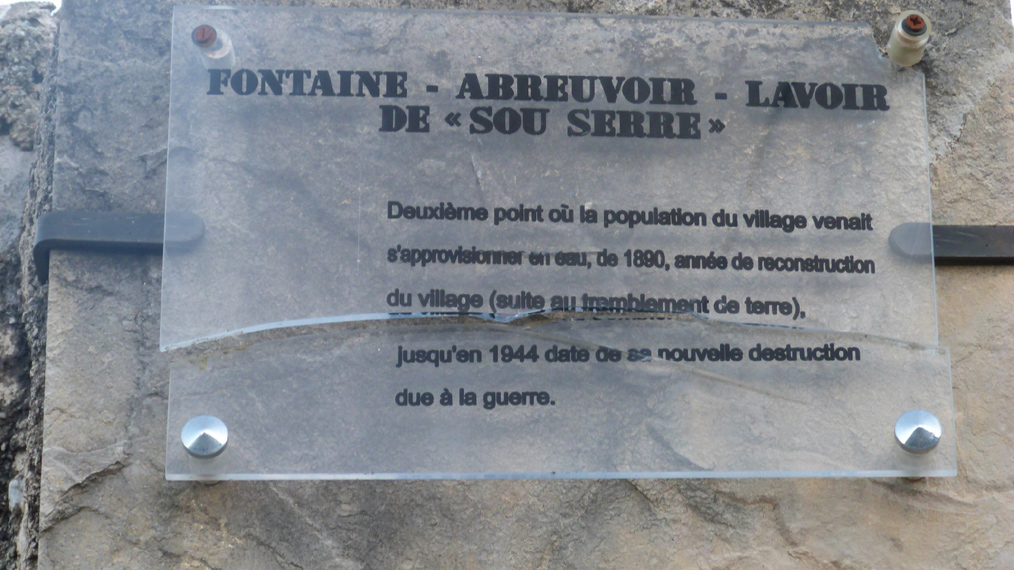 FONTAINE - ABREUVOIR - LAVOIR
DE « SOU SERRE »
Deuxième point où la population du village venait
s'approvisionner en eau, de 1890, année de reconstruction
du village (suite au tremblement de terre),
jusqu'en 1944 date de sa nouvelle destruction
due à la guerre.